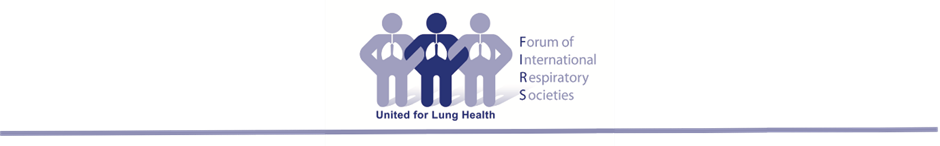 Forum of
International
Respiratory
Societies
United for Lung Health